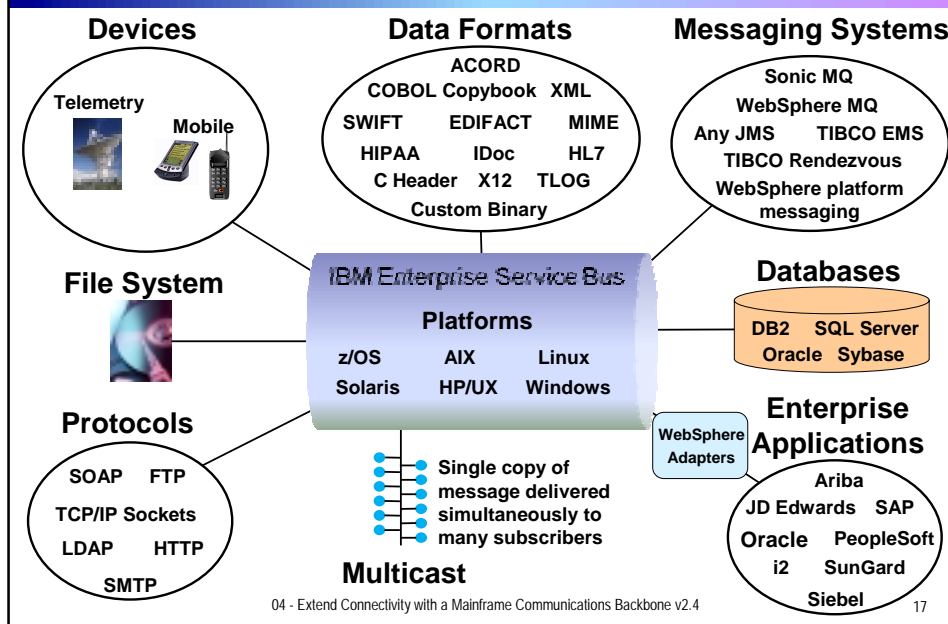 Devices
Telemetry
Mobile
Data Formats
ACORD
COBOL Copybook XML
SWIFT EDIFACT MIME
HIPAA IDoc HL7
C Header X12 TLOG
Custom Binary
Messaging Systems
Sonic MQ
WebSphere MQ
Any JMS TIBCO EMS
TIBCO Rendezvous
WebSphere platform
messaging
File System
IBM Enterprise Service Bus
Platforms
z/OS AIX Linux
Solaris HP/UX Windows
Databases
DB2 SQL Server
Oracle Sybase
Protocols
SOAP FTP
TCP/IP Sockets
LDAP HTTP
SMTP
Single copy of
message delivered
simultaneously to
many subscribers
Multicast
WebSphere
Adapters
Enterprise
Applications
Ariba
JD Edwards SAP
Oracle PeopleSoft
i2 SunGard
Siebel
04 - Extend Connectivity with a Mainframe Communications Backbone v2.4
17